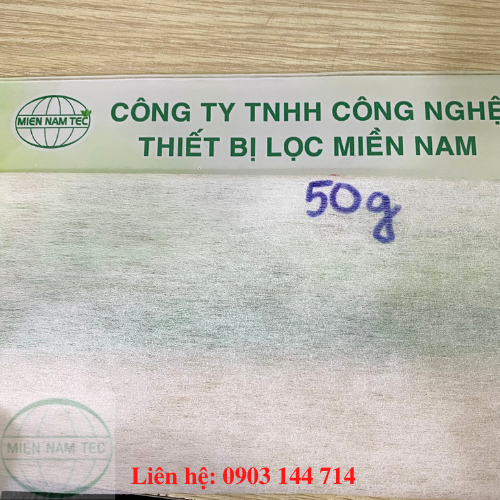 MIEN NAM TEC
CÔNG TY TNHH CÔNG NGHỆ
THIẾT BỊ LỌC MIỀN NAM
50g
MIEN NAM TEC
Liên hệ: 0903 144 714